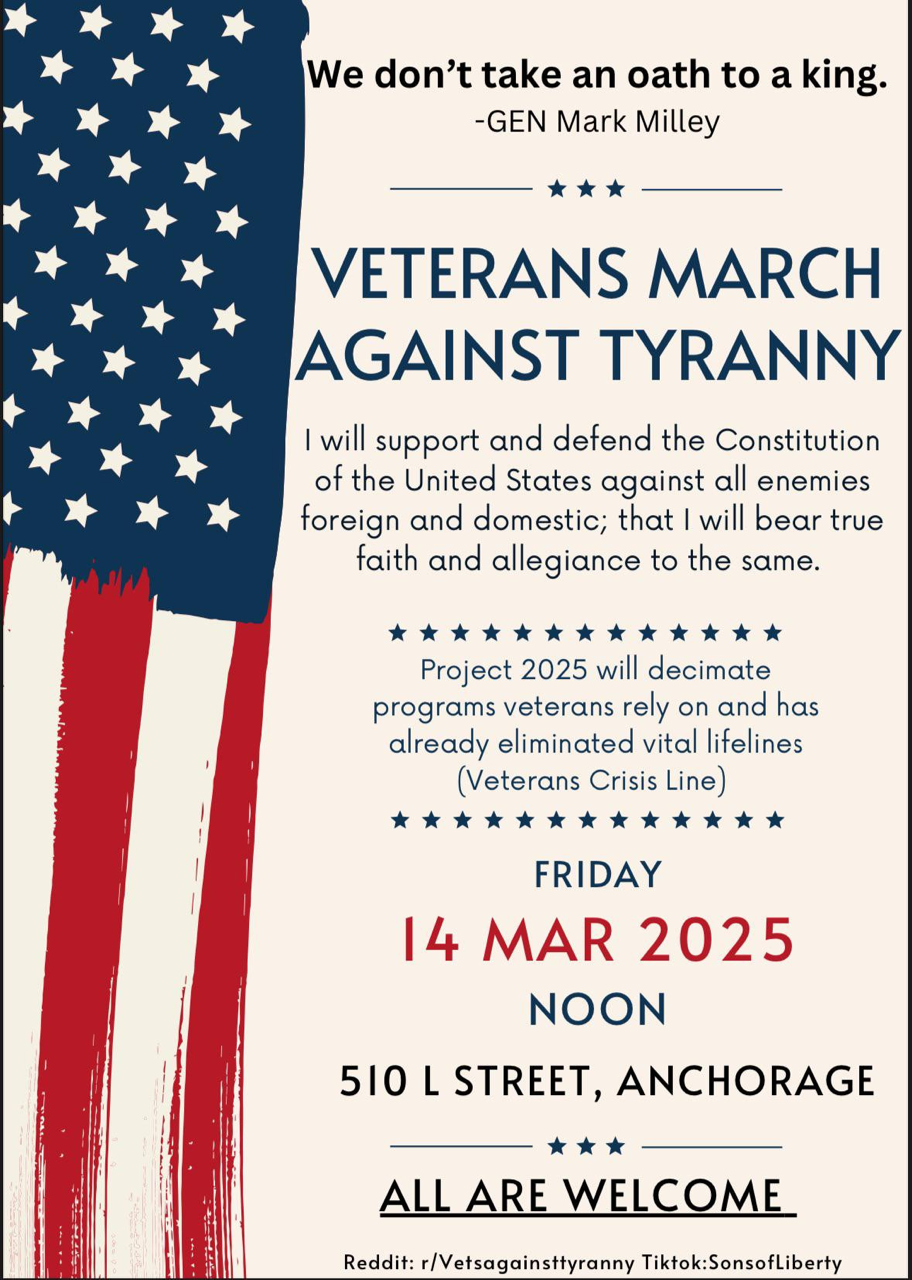 We don’t take an oath to a king.
-GEN Mark Milley
VETERANS MARCH
AGAINST TYRANNY
I will support and defend the Constitution
of the United States against all enemies
foreign and domestic; that I will bear true
faith and allegiance to the same.
Project 2025 will decimate
programs veterans rely on and has
already eliminated vital lifelines
(Veterans Crisis Line)
FRIDAY
14 MAR 2025
NOON
510 L STREET, ANCHORAGE
ALL ARE WELCOME
Reddit: r/Vetsagainsttyranny Tiktok:SonsofLiberty